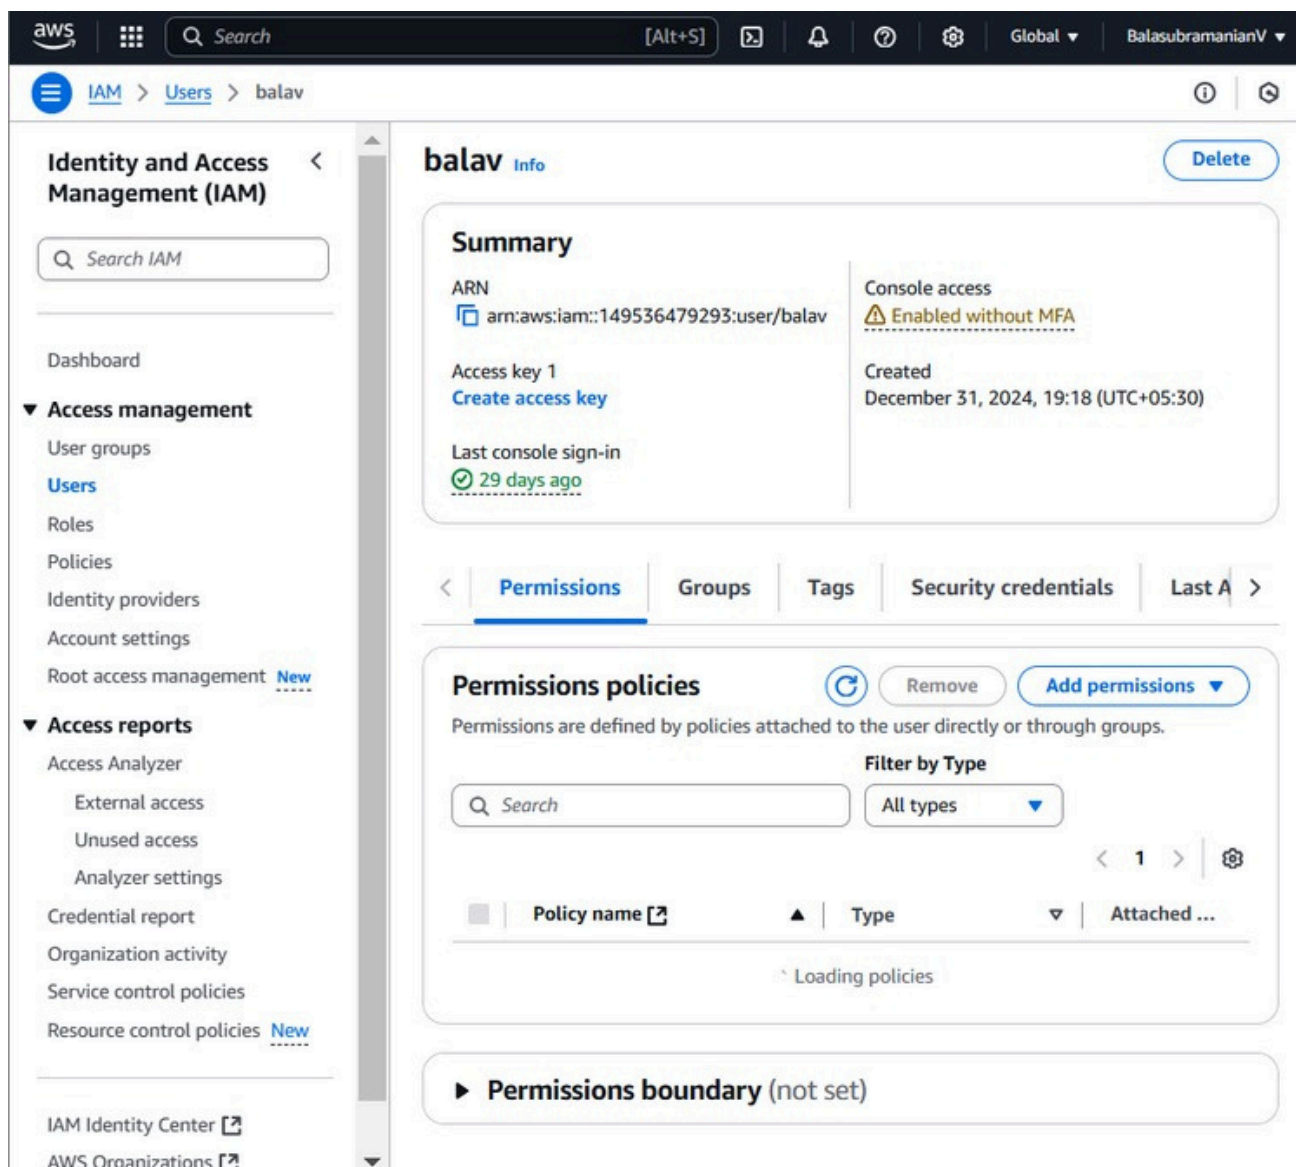 aws Search [Alt+S] Global BalasubramanianV
IAM > Users > balav
Identity and Access
Management (IAM)
Search IAM
Dashboard
Access management
User groups
Users
Roles
Policies
Identity providers
Account settings
Root access management New
Access reports
Access Analyzer
External access
Unused access
Analyzer settings
Credential report
Organization activity
Service control policies
Resource control policies New
IAM Identity Center
AWS Organizations
balav Info
Delete
Summary
ARN
arn:aws:iam::149536479293:user/balav
Console access
Enabled without MFA
Access key 1
Create access key
Created
December 31, 2024, 19:18 (UTC+05:30)
Last console sign-in
29 days ago
Permissions Groups Tags Security credentials Last A
Permissions policies
Remove
Add permissions
Permissions are defined by policies attached to the user directly or through groups.
Filter by Type
Search
All types
< 1 >
Policy name Type Attached ...
Loading policies
Permissions boundary (not set)